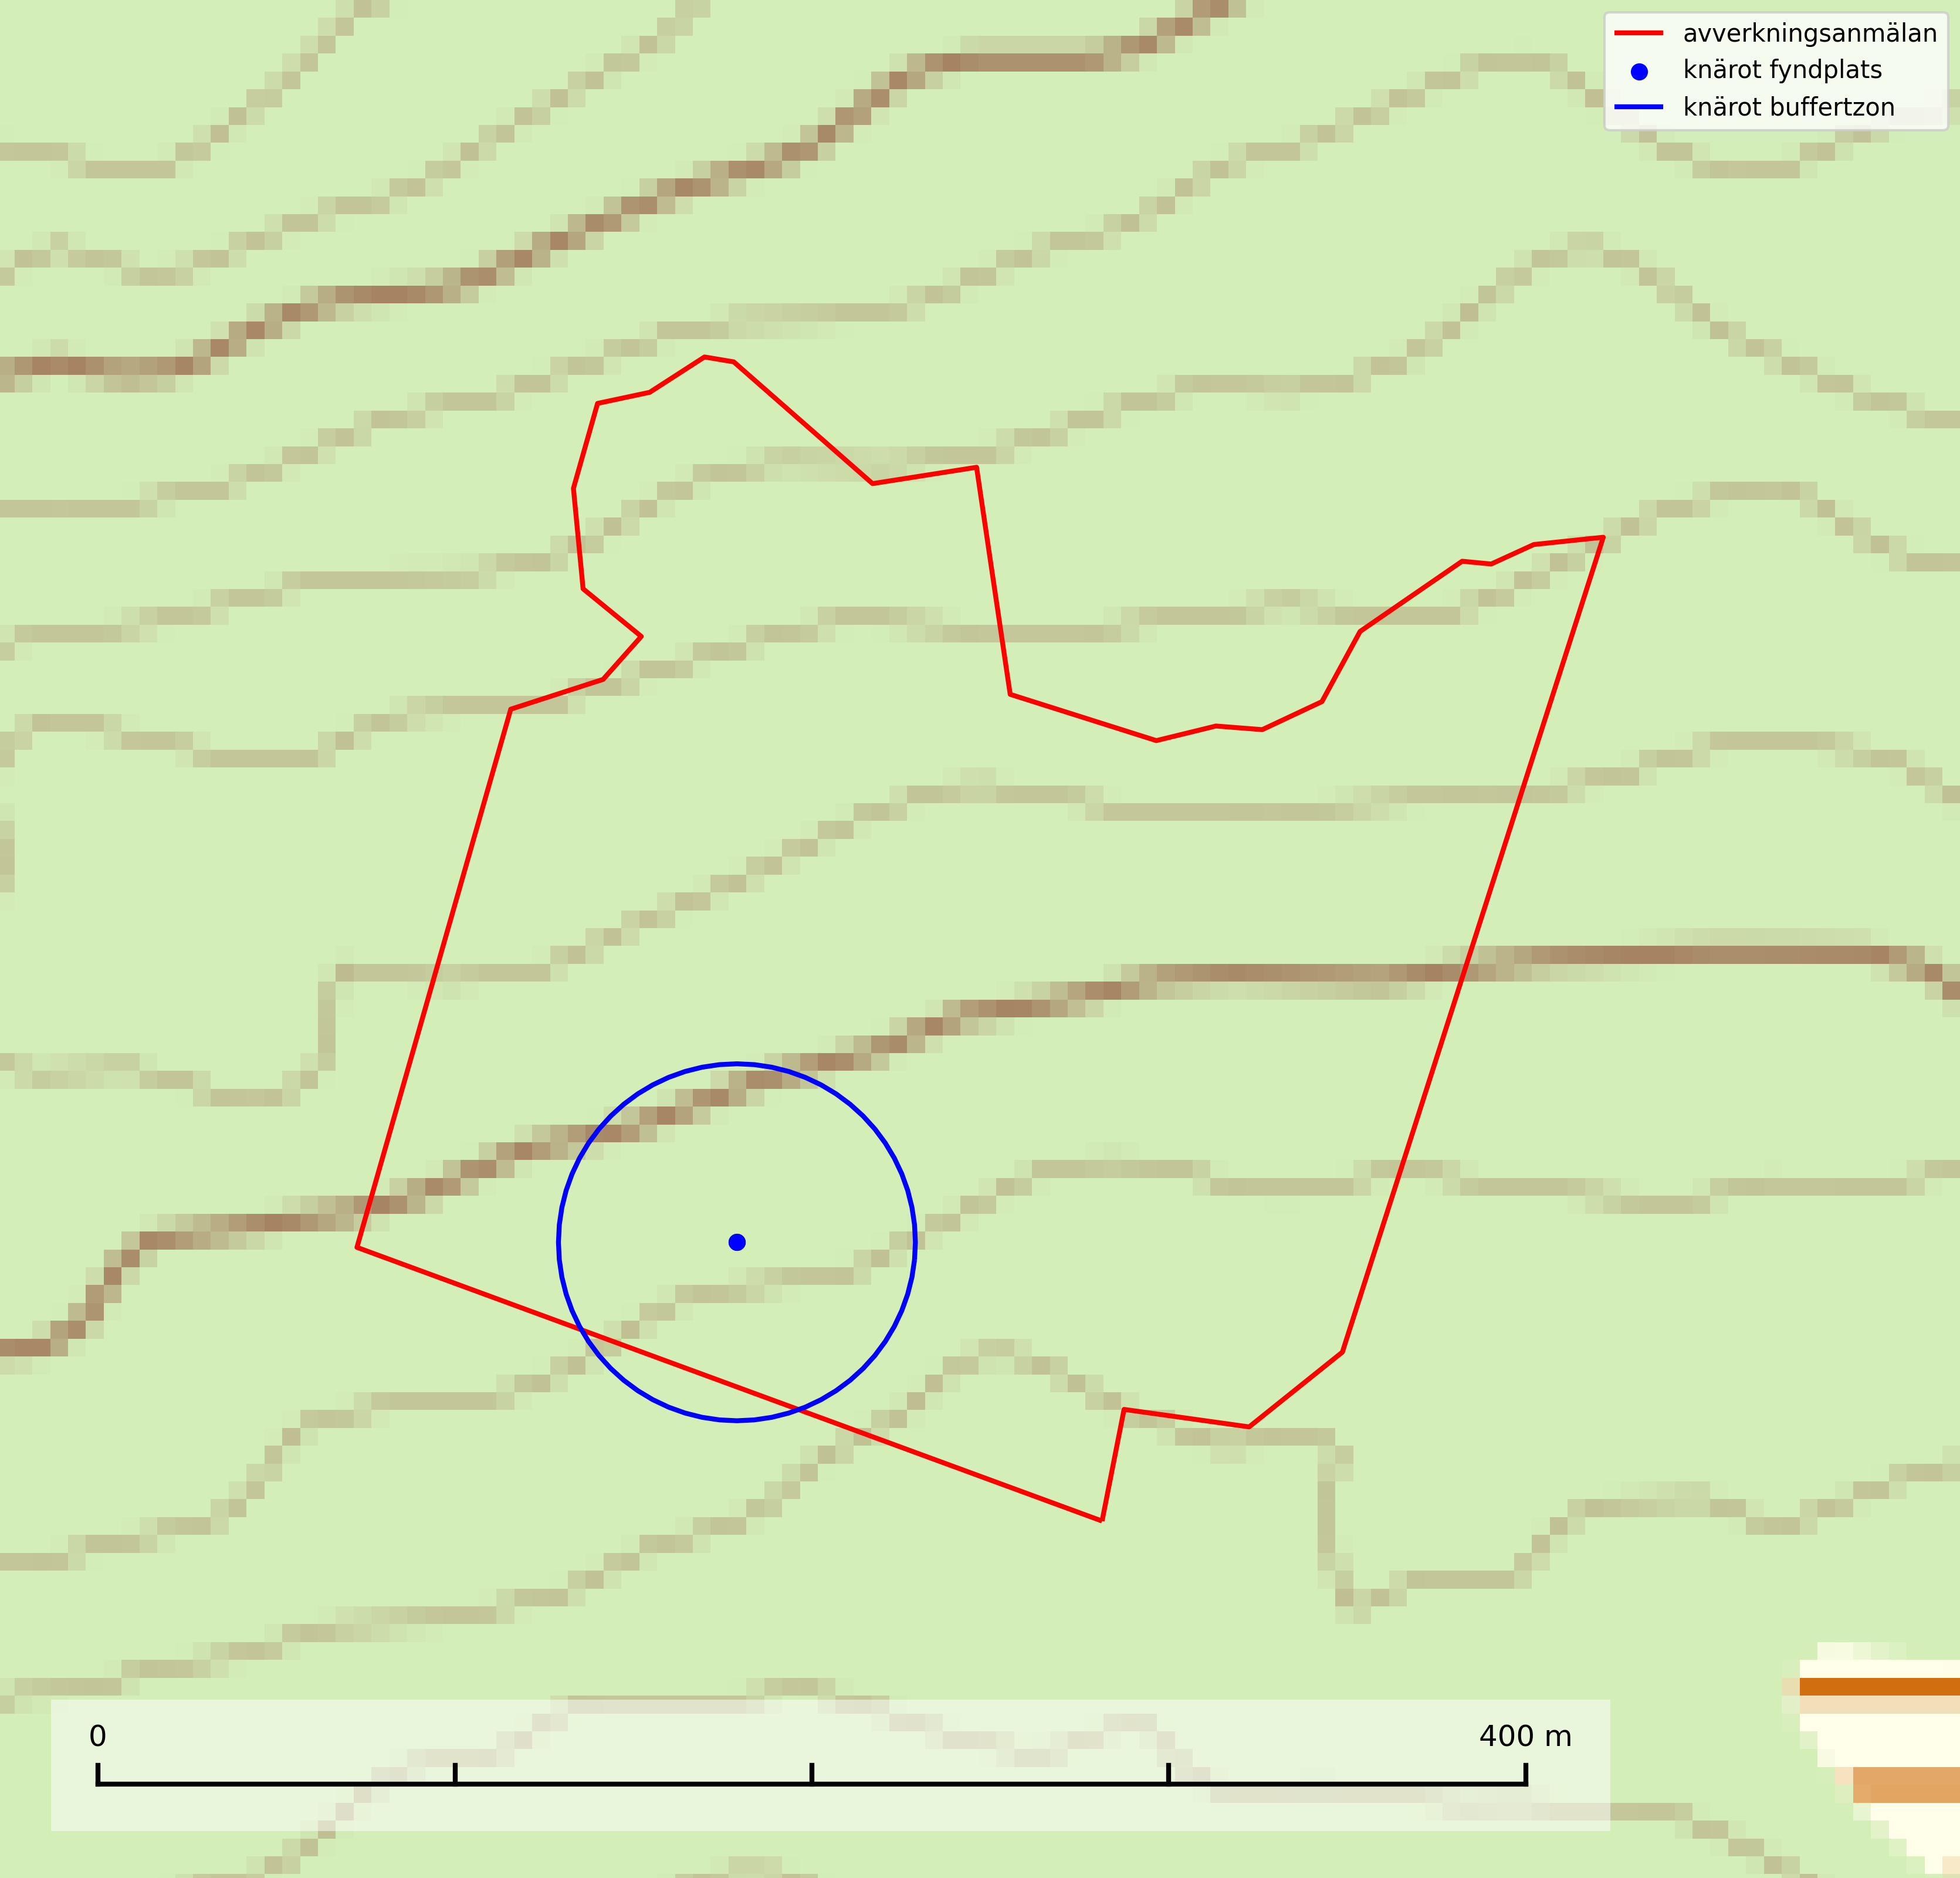 avverkningsanmälan
knärot fyndplats
knärot buffertzon
0
400 m